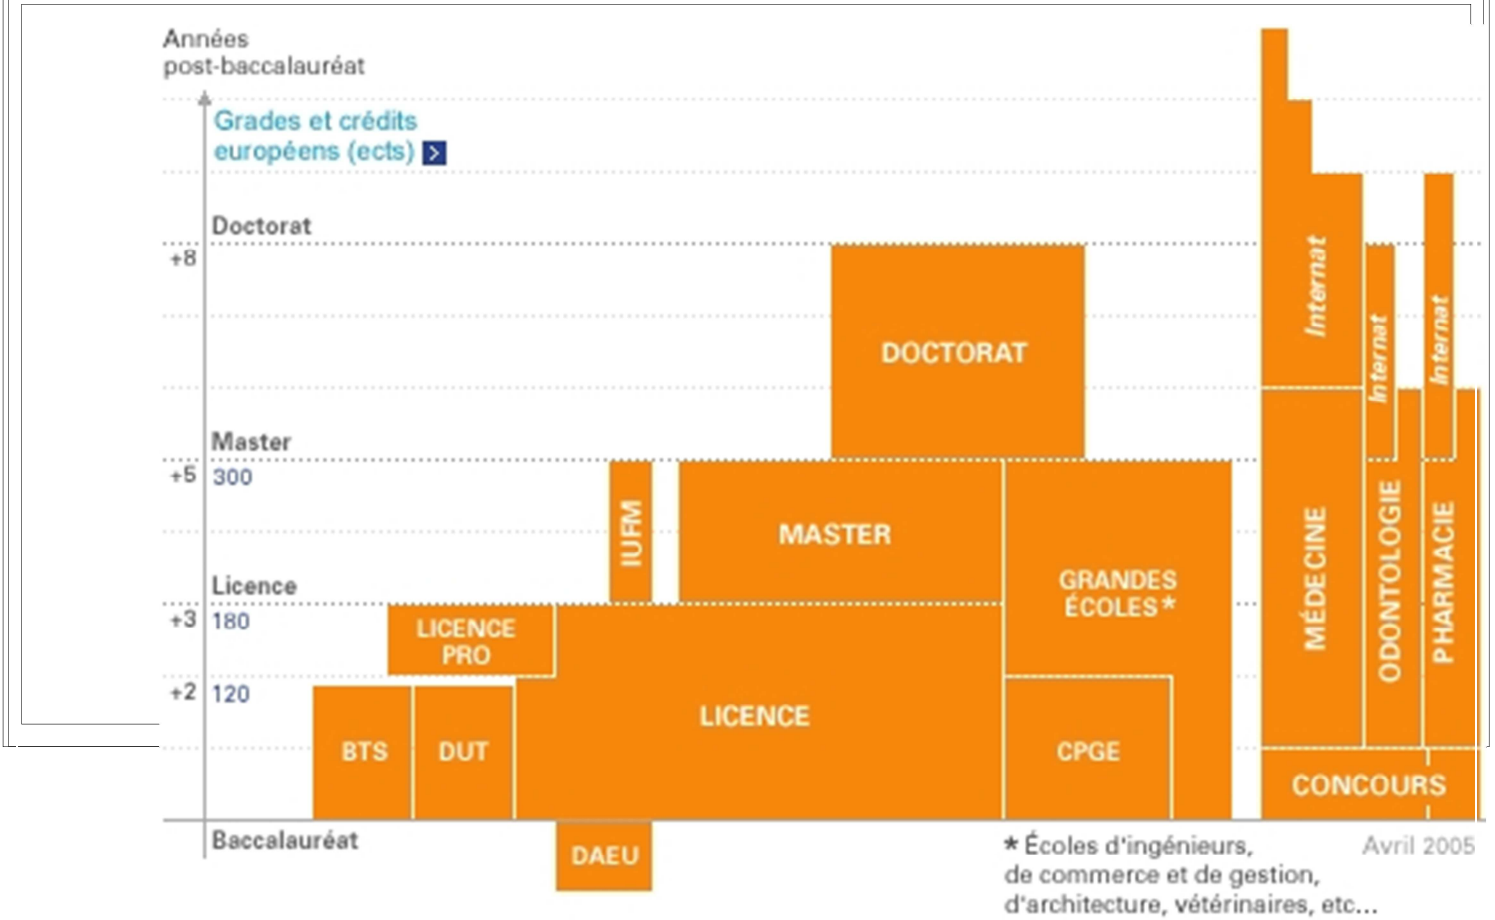 Années
post-baccalauréat
Grades et crédits
européens (ects)
Doctorat
+8
Internat
Internat
Internat
DOCTORAT
Master
+5
300
IUFM
MASTER
GRANDES
ÉCOLES*
MÉDECINE
ODONTOLOGIE
PHARMACIE
Licence
+3
180
LICENCE
PRO
+2
120
LICENCE
BTS
DUT
CPGE
CONCOURS
Baccalauréat
DAEU
* Écoles d'ingénieurs,
de commerce et de gestion,
d'architecture, vétérinaires, etc...
Avril 2005